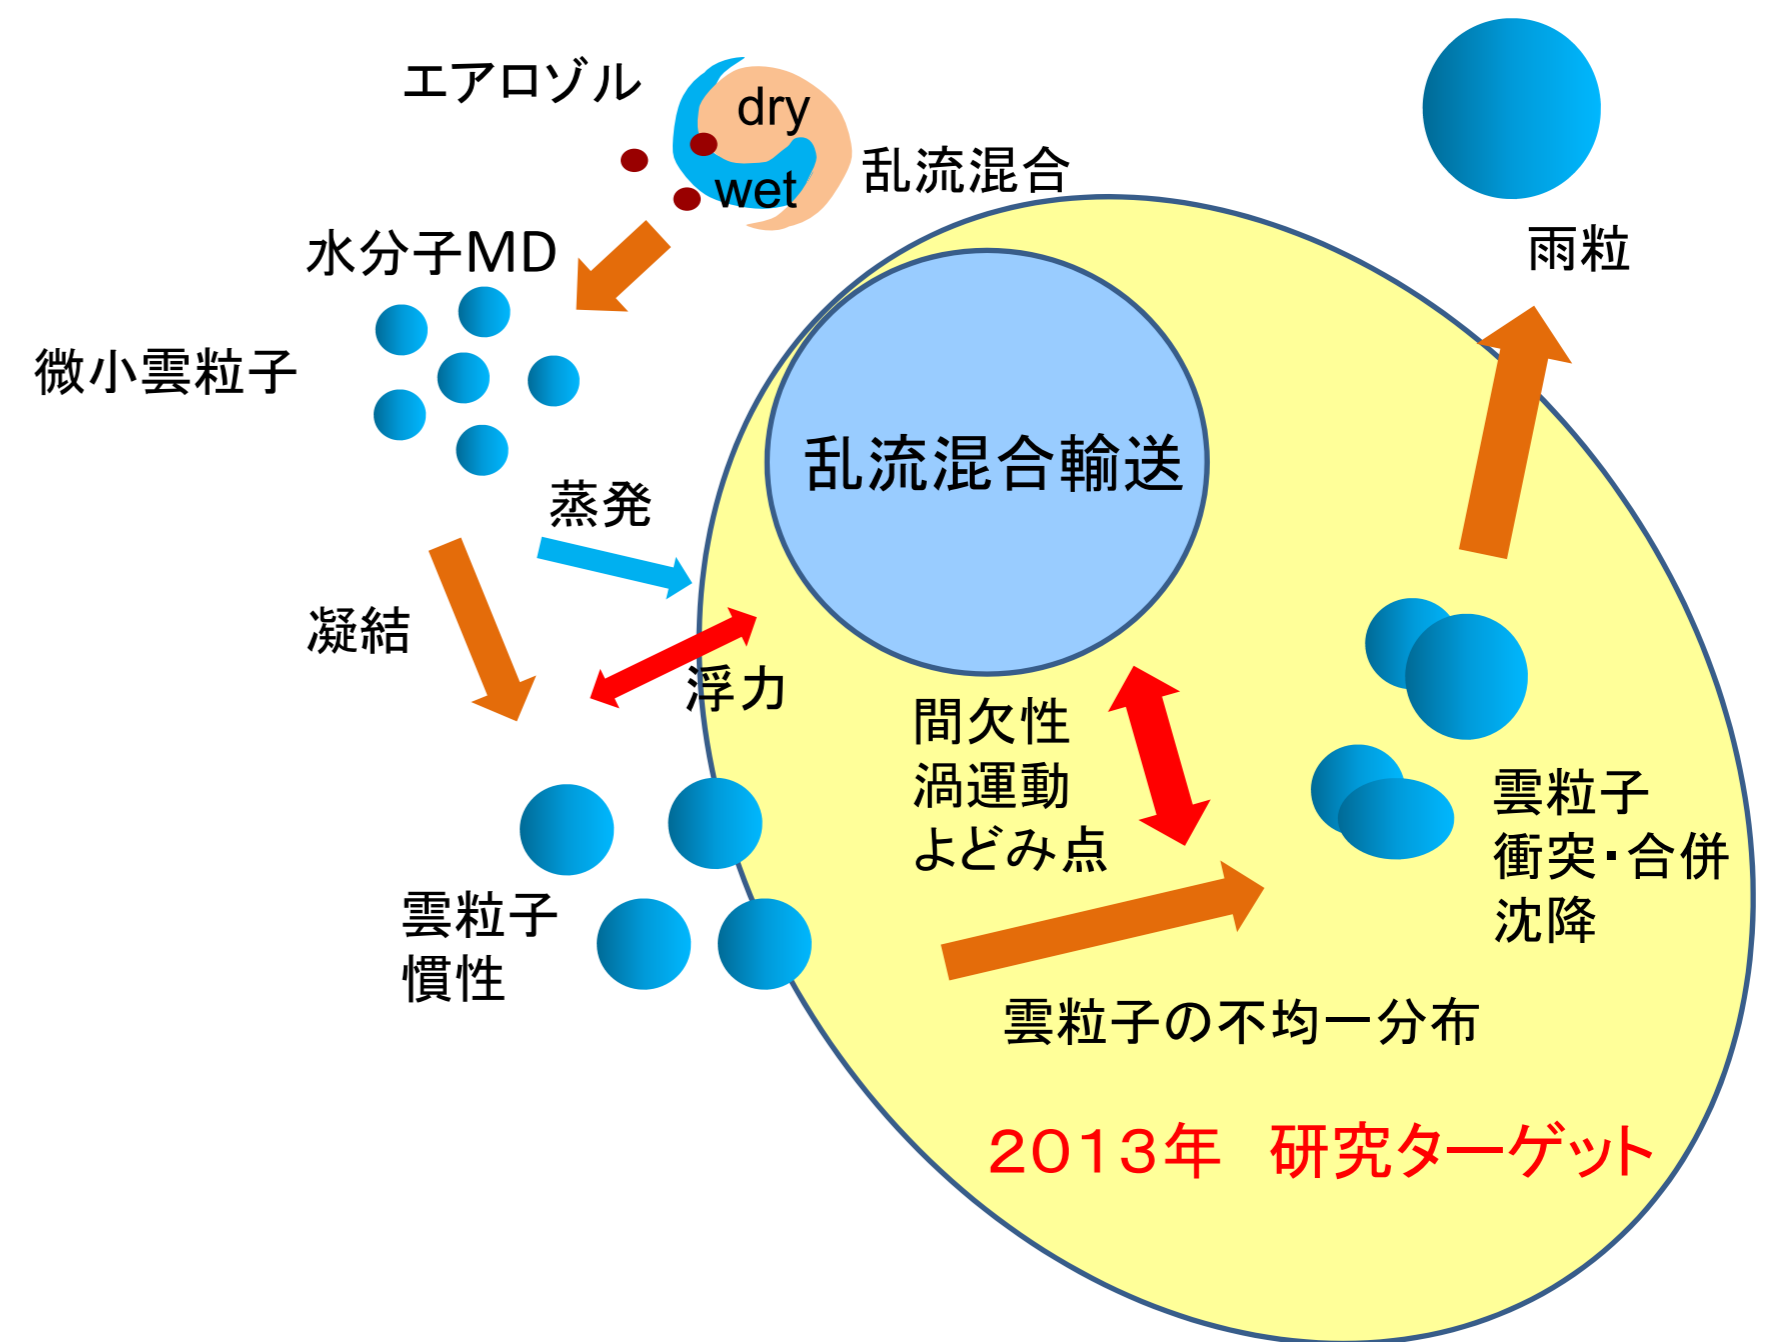 エアロゾル
dry
wet
乱流混合
水分子MD
微小雲粒子
雨粒
乱流混合輸送
蒸発
凝結
浮力
間欠性
渦運動
よどみ点
雲粒子
衝突・合併
沈降
雲粒子
慣性
雲粒子の不均一分布
２０１３年　研究ターゲット